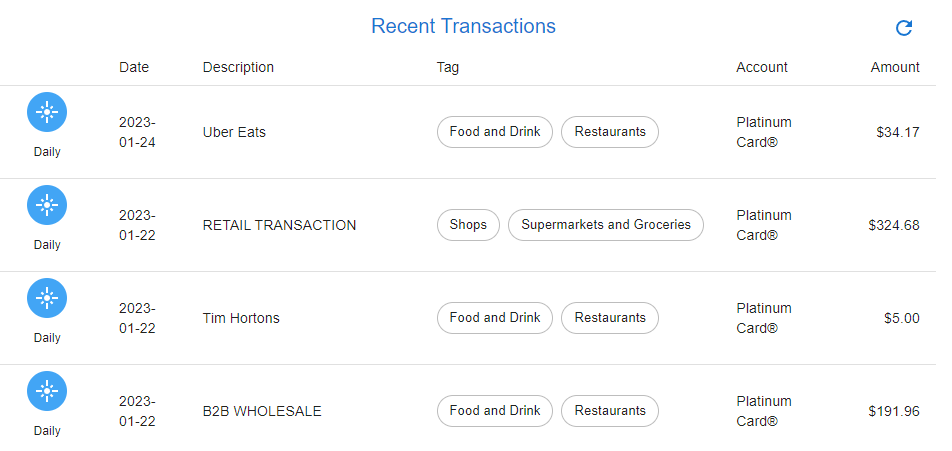 Recent Transactions
Date Description Tag Account Amount
Daily 2023-01-24 Uber Eats Food and Drink Restaurants Platinum Card® $34.17
Daily 2023-01-22 RETAIL TRANSACTION Shops Supermarkets and Groceries Platinum Card® $324.68
Daily 2023-01-22 Tim Hortons Food and Drink Restaurants Platinum Card® $5.00
Daily 2023-01-22 B2B WHOLESALE Food and Drink Restaurants Platinum Card® $191.96